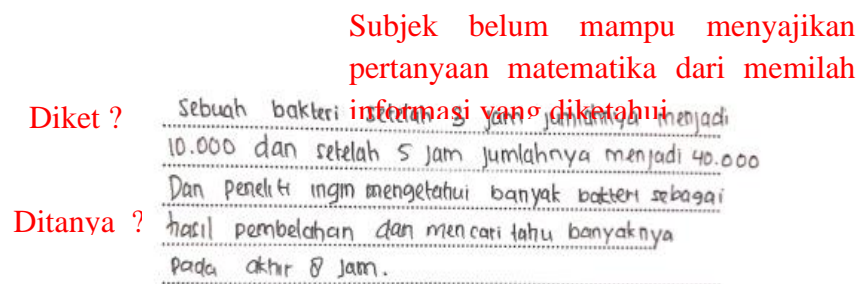 Subjek belum mampu menyajikan
pertanyaan matematika dari memilah
informasi yang diketahui
Diket ?
Sebuah bakteri setelah 3 jam jumlahnya menjadi
10.000 dan setelah 5 jam jumlahnya menjadi 40.000
Dan peneliti ingin mengetahui banyak bakteri sebagai
Ditanya ?
hasil pembelahan dan mencari tahu banyaknya
pada akhir 8 jam.